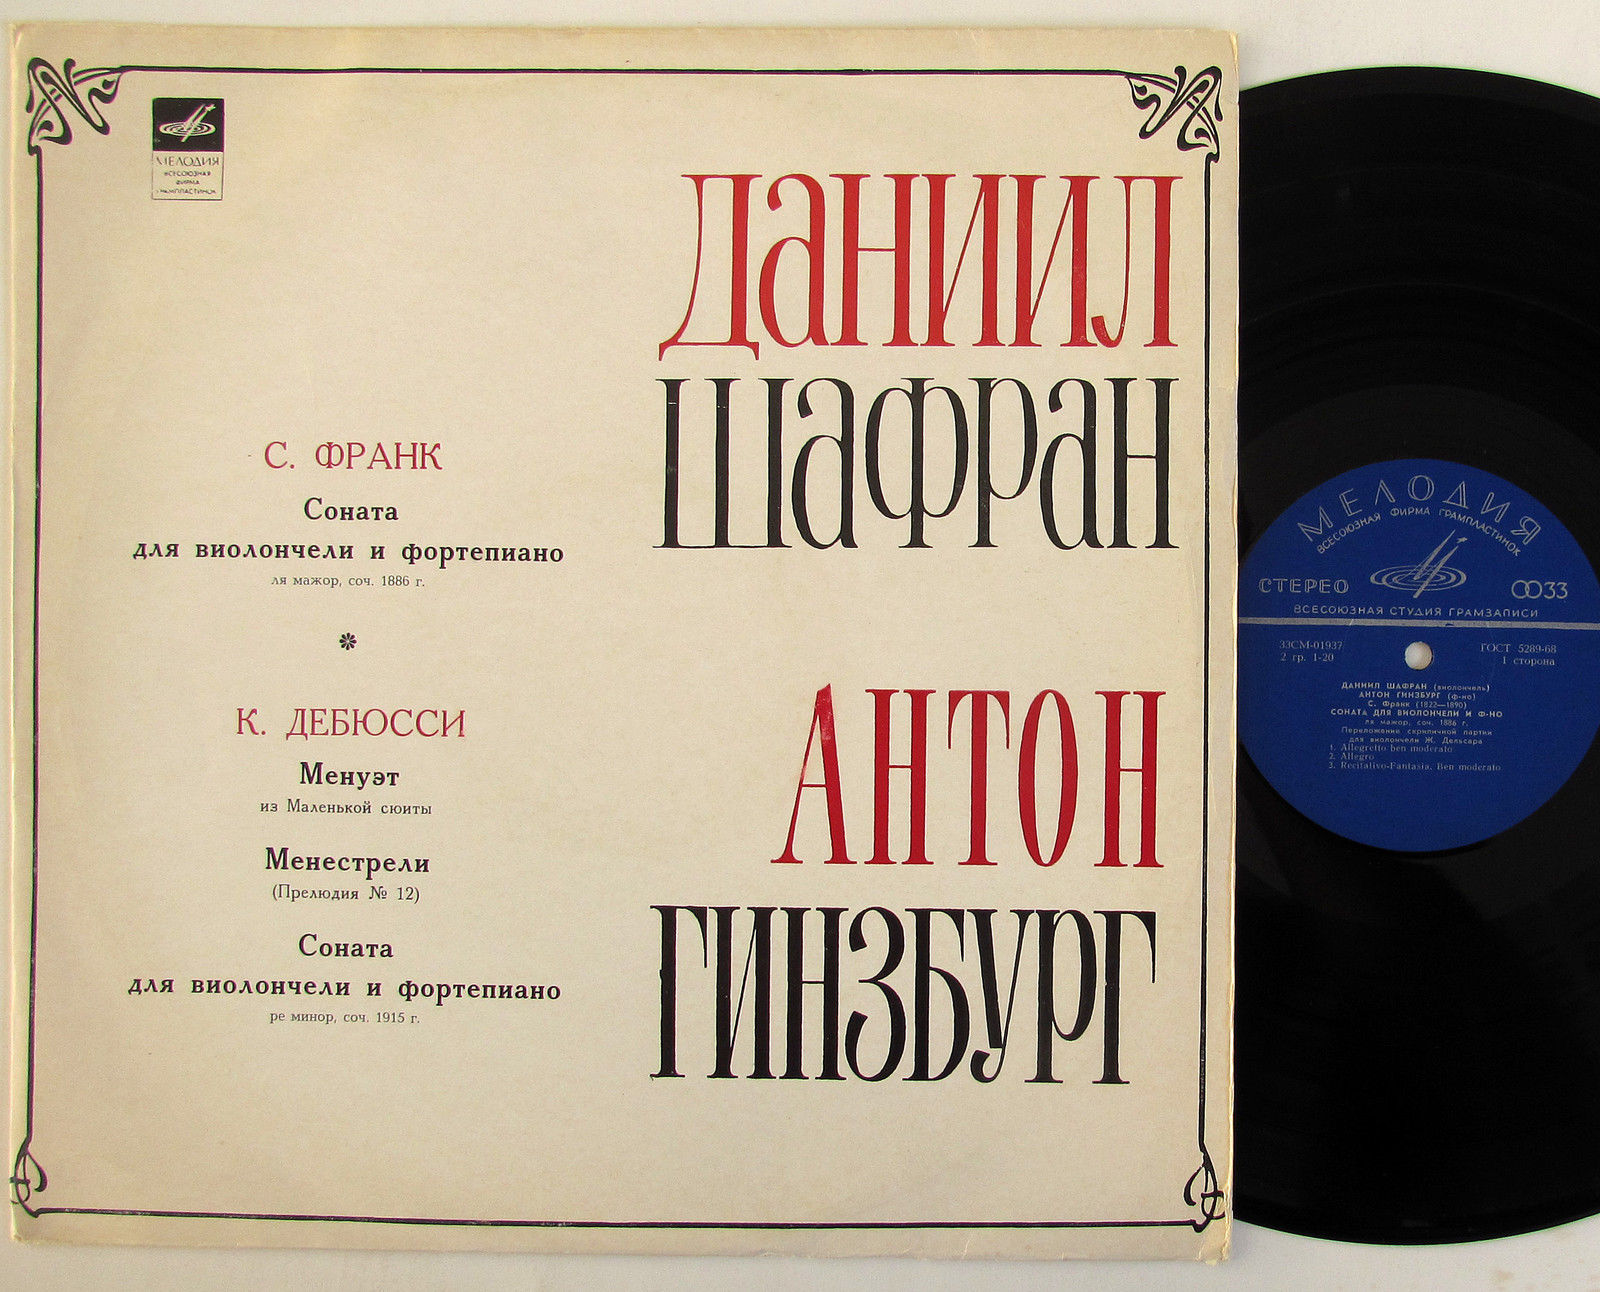 МЕЛОДИЯ
ВСЕСОЮЗНАЯ
ФИРМА
ГРАМПЛАСТИНОК
Даниил
Шафран
С. ФРАНК
Соната
для виолончели и фортепиано
ля мажор, соч. 1886 г.
К. ДЕБЮССИ
Менуэт
из Маленькой сюиты
Менестрели
(Прелюдия № 12)
Соната
для виолончели и фортепиано
ре минор, соч. 1915 г.
АНТОН
ГИНЗБУРГ
МЕЛОДИЯ
ВСЕСОЮЗНАЯ ФИРМА ГРАМПЛАСТИНОК
СТЕРЕО
33
ВСЕСОЮЗНАЯ СТУДИЯ ГРАМЗАПИСИ
33СМ-01937
2 гр. 1-20
ГОСТ 5289-68
1 сторона
ДАНИИЛ ШАФРАН (виолончель)
АНТОН ГИНЗБУРГ (ф-но)
С. Франк (1822—1890)
СОНАТА ДЛЯ ВИОЛОНЧЕЛИ И Ф-НО
ля мажор, соч. 1886 г.
Переложение скрипичной партии
для виолончели Ж. Дельсара
1. Allegretto ben moderato
2. Allegro
3. Recitativo-Fantasia. Ben moderato